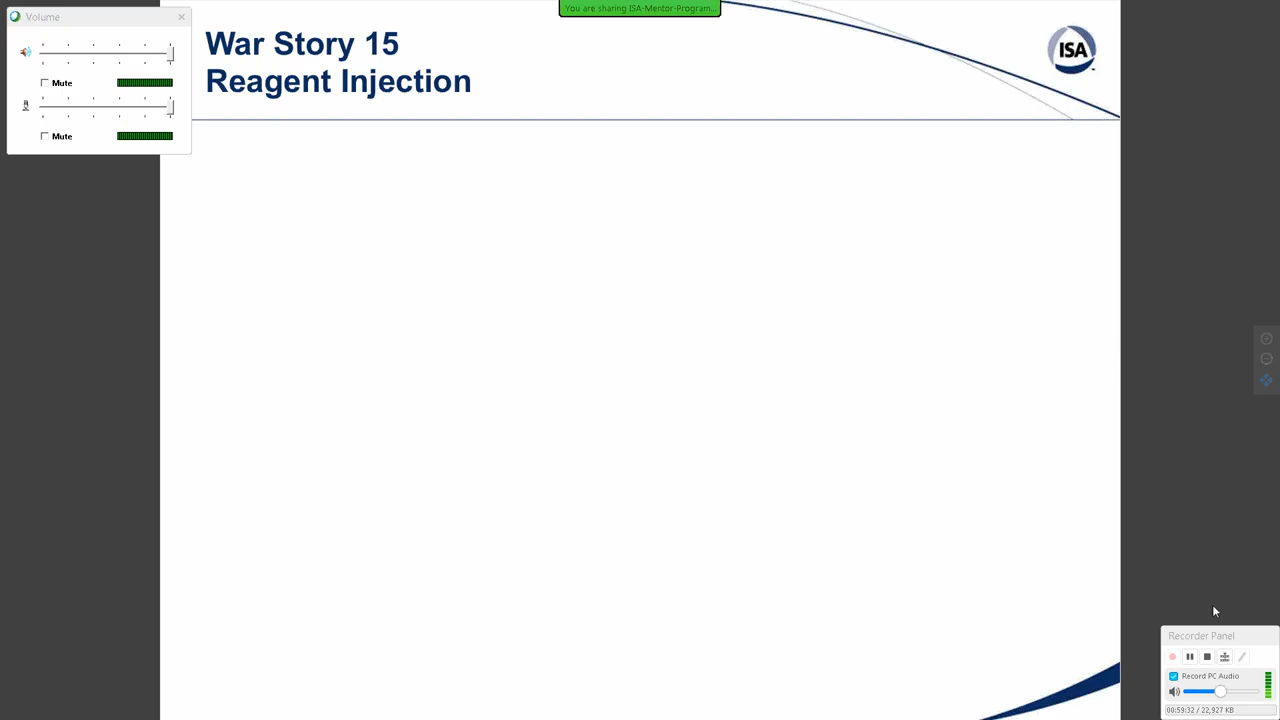 Volume
You are sharing ISA-Mentor-Program...
War Story 15
Reagent Injection
ISA
Mute
Mute
Recorder Panel
Record PC Audio
00:59:32 / 22,927 KB